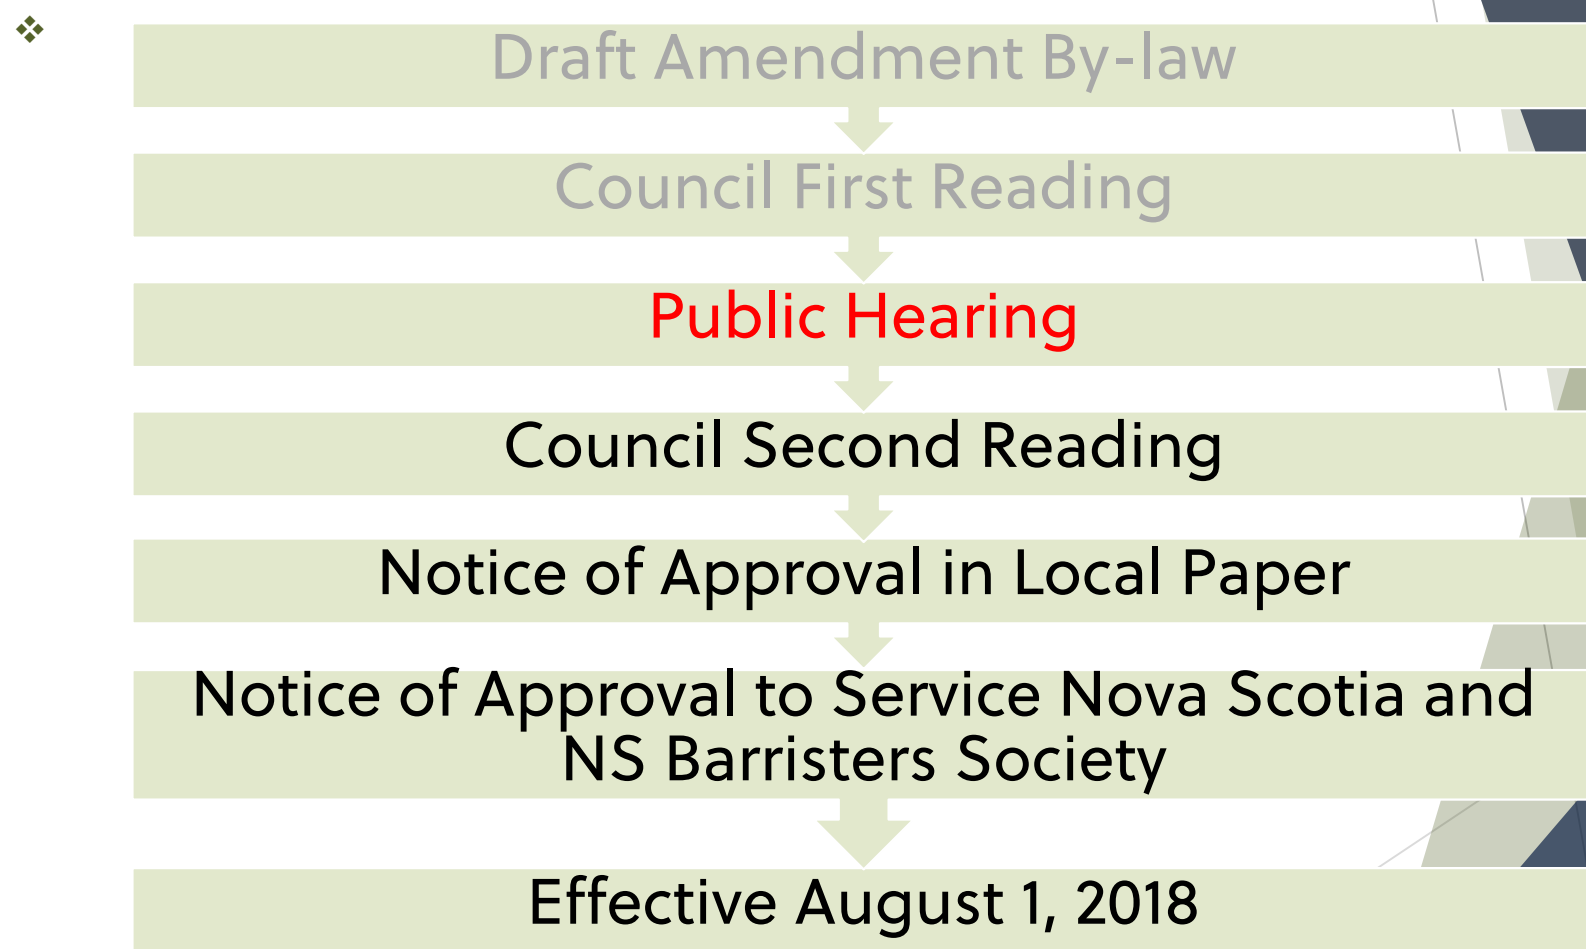 Draft Amendment By-law
Council First Reading
Public Hearing
Council Second Reading
Notice of Approval in Local Paper
Notice of Approval to Service Nova Scotia and
NS Barristers Society
Effective August 1, 2018